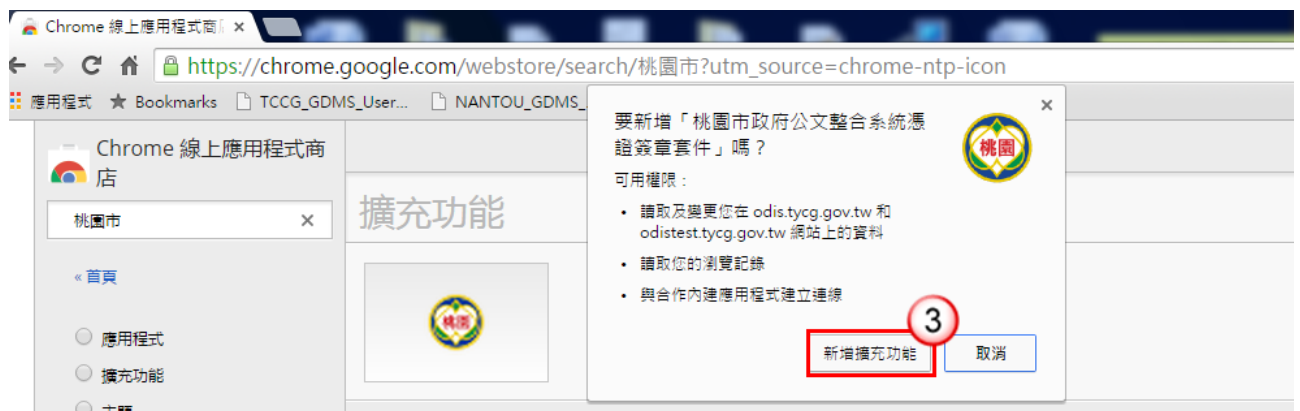 Chrome 線上應用程式商
https://chrome.google.com/webstore/search/桃園市?utm_source=chrome-ntp-icon
應用程式 Bookmarks TCCG_GDMS_User... NANTOU_GDMS_
Chrome 線上應用程式商
店
桃園市
擴充功能
«首頁
應用程式
擴充功能
主題
桃園
要新增「桃園市政府公文整合系統憑
證簽章套件」嗎？
桃園
可用權限：
• 讀取及變更您在 odis.tycg.gov.tw 和
odistest.tycg.gov.tw 網站上的資料
• 讀取您的瀏覽記錄
• 與合作內建應用程式建立連線
3
新增擴充功能
取消